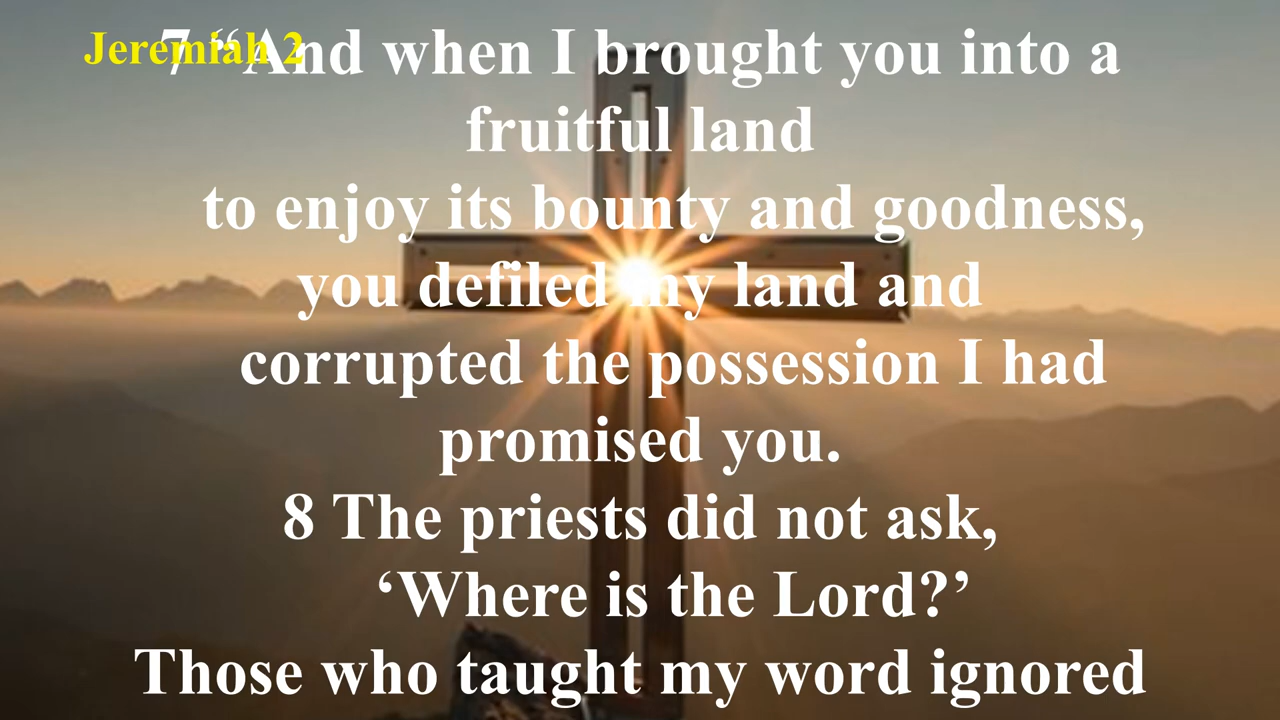 Jeremiah 2
7 “And when I brought you into a
fruitful land
to enjoy its bounty and goodness,
you defiled my land and
corrupted the possession I had
promised you.
8 The priests did not ask,
‘Where is the Lord?’
Those who taught my word ignored